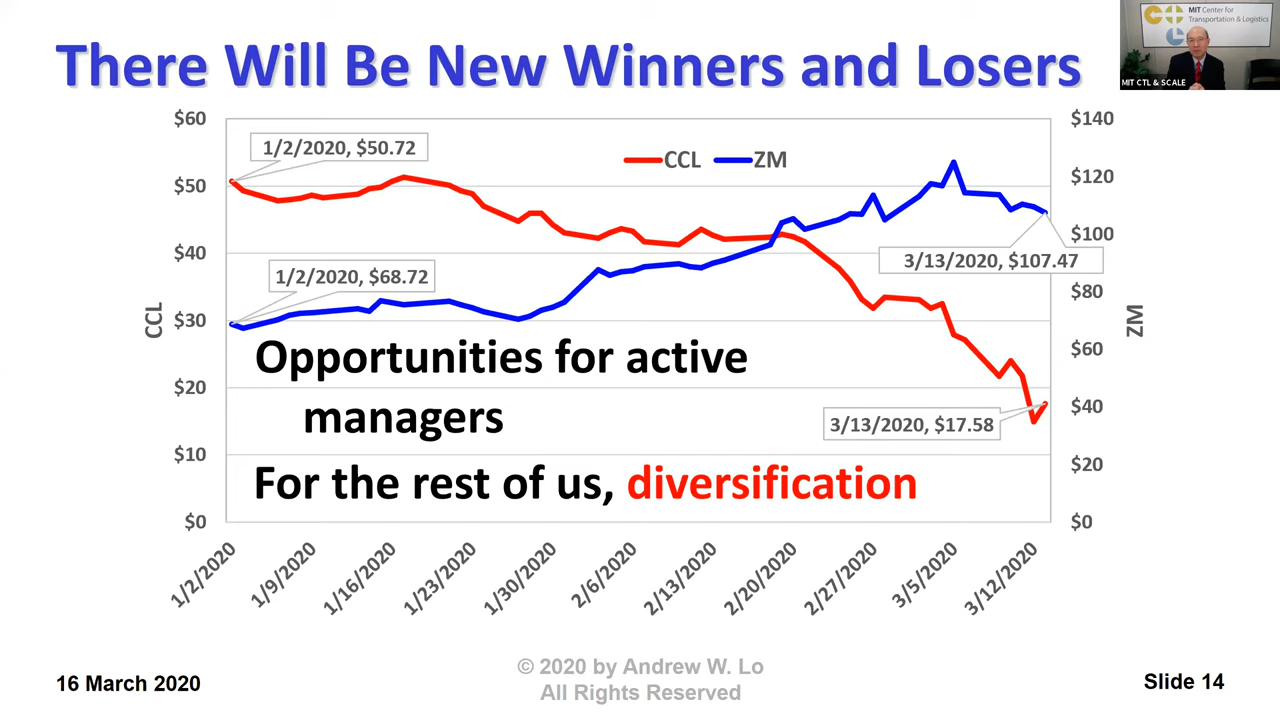 There Will Be New Winners and Losers
MIT Center for
Transportation & Logistics
MIT CTL & SCALE
$60
$50
$40
$30
$20
$10
$0
CCL
1/2/2020, $50.72
1/2/2020, $68.72
CCL
ZM
3/13/2020, $107.47
3/13/2020, $17.58
Opportunities for active
managers
For the rest of us, diversification
$140
$120
$100
$80
$60
$40
$20
$0
ZM
1/2/2020
1/9/2020
1/16/2020
1/23/2020
1/30/2020
2/6/2020
2/13/2020
2/20/2020
2/27/2020
3/5/2020
3/12/2020
16 March 2020
© 2020 by Andrew W. Lo
All Rights Reserved
Slide 14